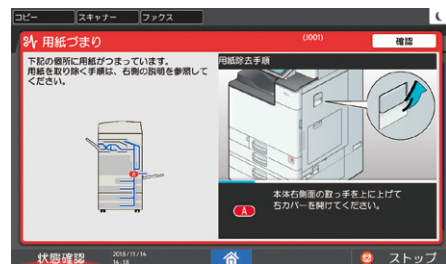 コピー
スキャナー
ファックス
用紙づまり
(J001)
確認
下記の個所に用紙がつまっています。
用紙を取り除く手順は、右側の説明を参照して
ください。
用紙除去手順
A
A
本体右側面の取っ手を上に上げて
右カバーを開けてください。
状態確認
2018/11/14
14:18
ストップ